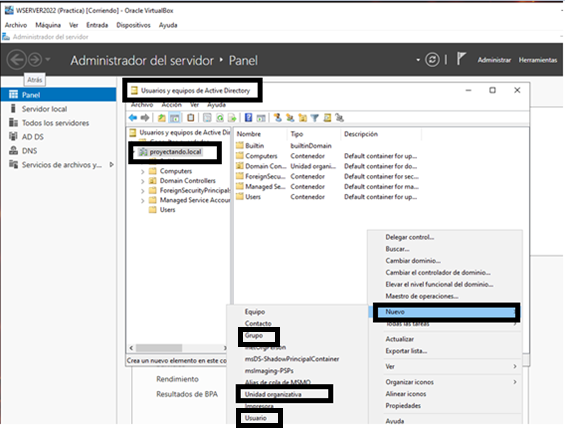 WSERVER2022 (Practica) [Corriendo] - Oracle VirtualBox
Archivo Máquina Ver Entrada Dispositivos Ayuda
Administrador del servidor
Administrador del servidor • Panel
Administrar Herramientas
Atrás
Panel
Servidor local
Todos los servidores
AD DS
DNS
Servicios de archivos y...
Usuarios y equipos de Active Directory
Archivo Acción Ver Ayuda
Usuarios y equipos de Active Dire
proyectando.local
Computers
Domain Controllers
ForeignSecurityPrincipals
Managed Service Accoun
Users
Nombre Tipo Descripción
Builtin builtinDomain
Computers Contenedor Default container for up...
Domain Con... Unidad organi... Default container for do...
ForeignSecu... Contenedor Default container for sec...
Managed Se... Contenedor Default container for ma...
Users Contenedor Default container for up...
Delegar control...
Buscar...
Cambiar dominio...
Cambiar el controlador de dominio...
Elevar el nivel funcional del dominio...
Maestro de operaciones...
Nuevo
Todas las tareas
Actualizar
Exportar lista...
Ver
Organizar iconos
Alinear iconos
Propiedades
Ayuda
Equipo
Contacto
Grupo
InetOrgPerson
msDS-ShadowPrincipalContainer
msImaging-PSPs
Alias de cola de MSMQ
Unidad organizativa
Impresora
Usuario
Crea un nuevo elemento en este co
Rendimiento
Resultados de BPA